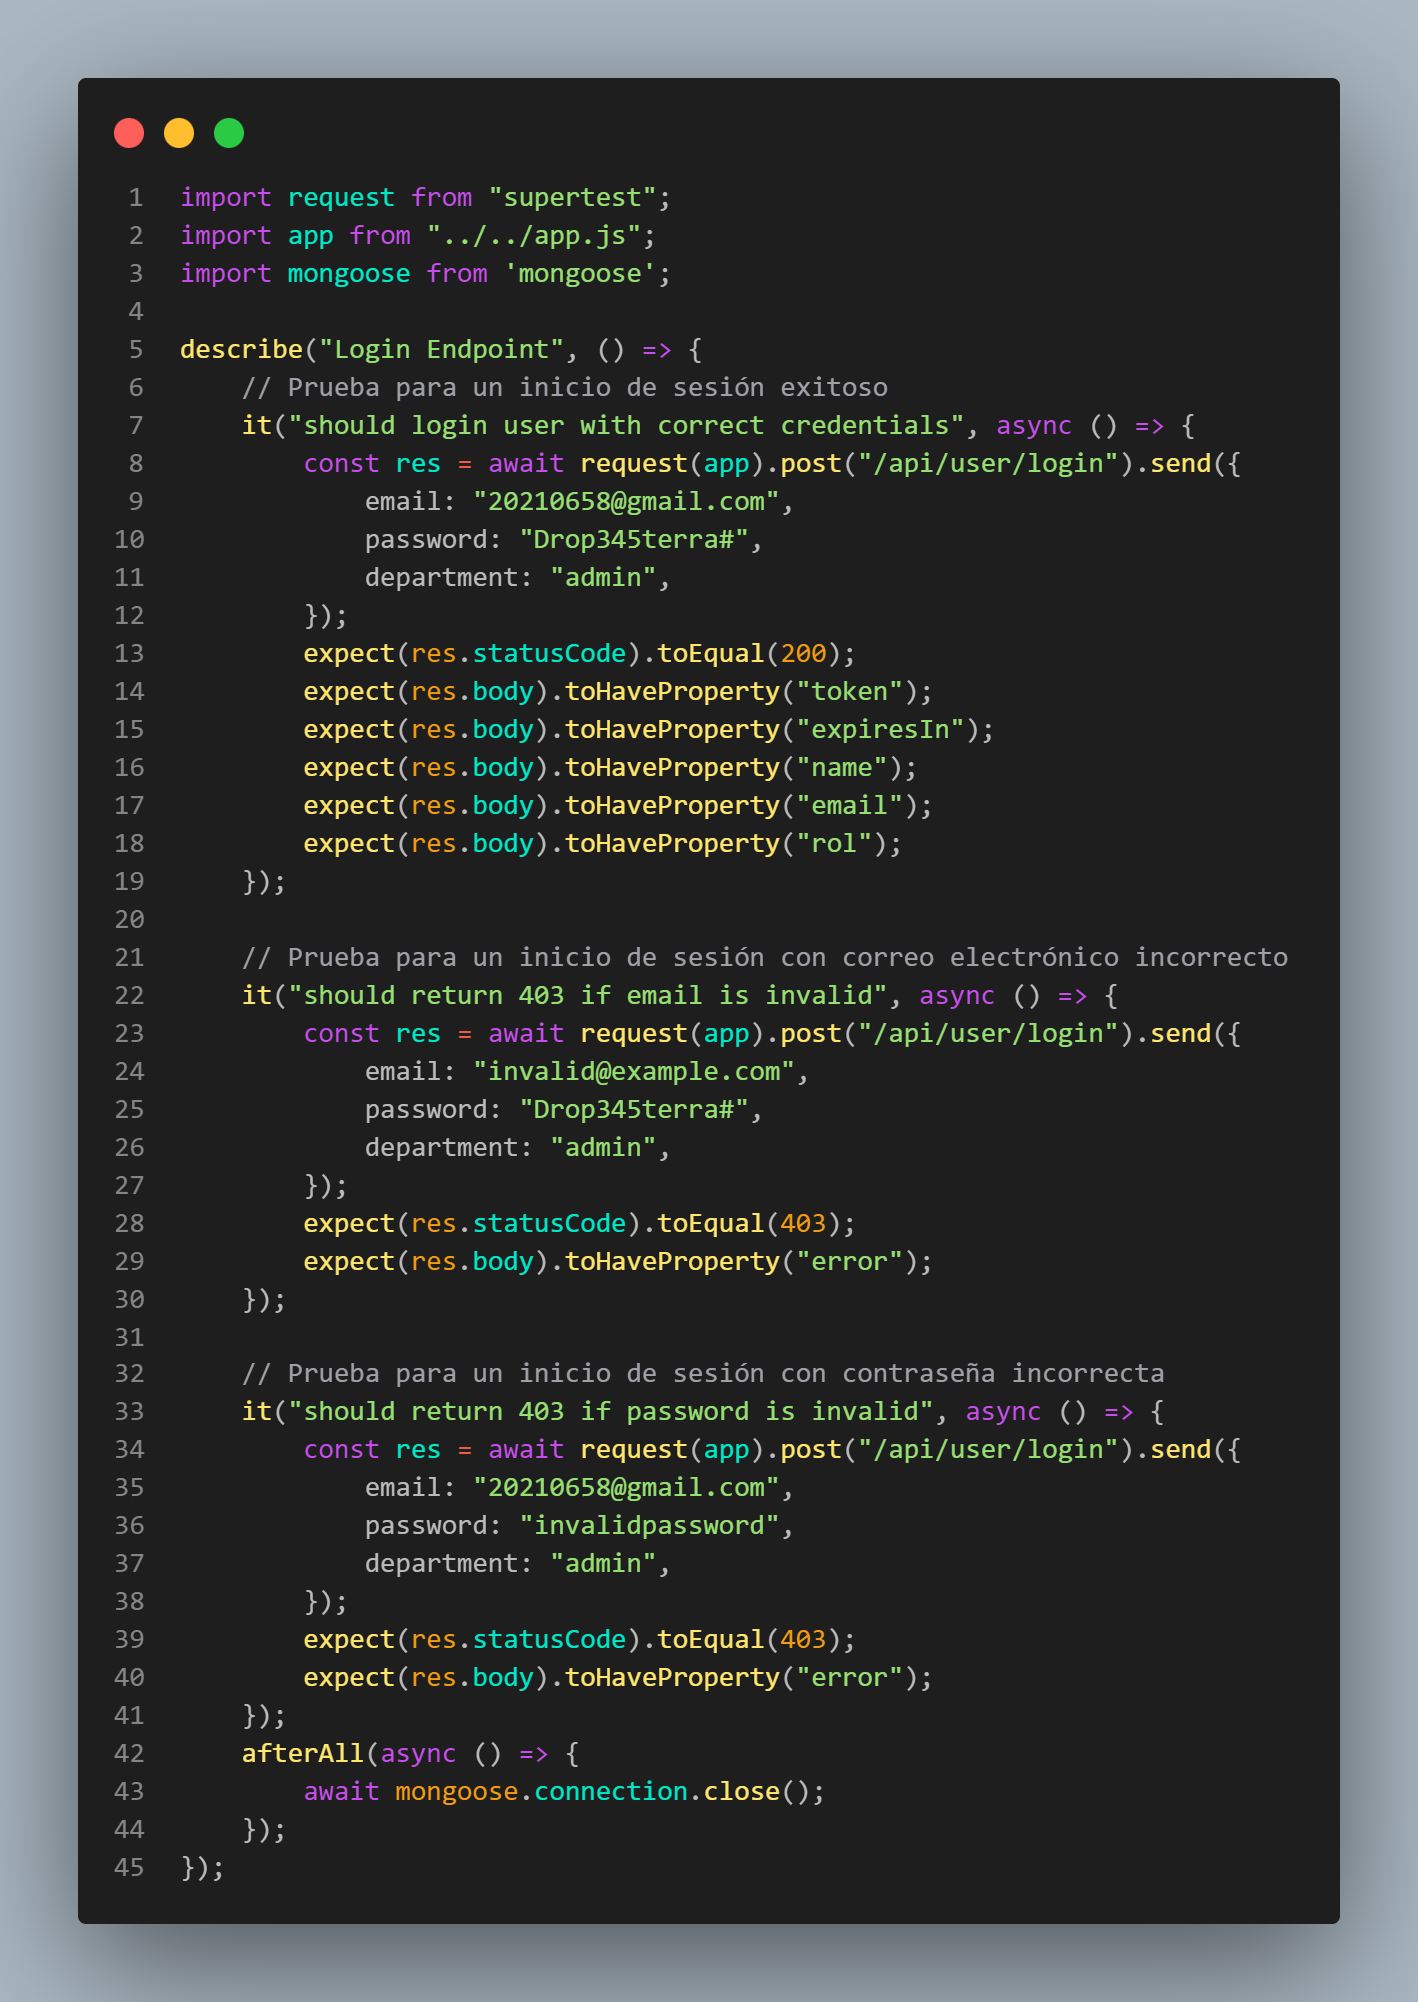 1 import request from "supertest";
2 import app from "../../app.js";
3 import mongoose from 'mongoose';
4
5 describe("Login Endpoint", () => {
6     // Prueba para un inicio de sesión exitoso
7     it("should login user with correct credentials", async () => {
8         const res = await request(app).post("/api/user/login").send({
9             email: "20210658@gmail.com",
10             password: "Drop345terra#",
11             department: "admin",
12         });
13         expect(res.statusCode).toEqual(200);
14         expect(res.body).toHaveProperty("token");
15         expect(res.body).toHaveProperty("expiresIn");
16         expect(res.body).toHaveProperty("name");
17         expect(res.body).toHaveProperty("email");
18         expect(res.body).toHaveProperty("rol");
19     });
20
21     // Prueba para un inicio de sesión con correo electrónico incorrecto
22     it("should return 403 if email is invalid", async () => {
23         const res = await request(app).post("/api/user/login").send({
24             email: "invalid@example.com",
25             password: "Drop345terra#",
26             department: "admin",
27         });
28         expect(res.statusCode).toEqual(403);
29         expect(res.body).toHaveProperty("error");
30     });
31
32     // Prueba para un inicio de sesión con contraseña incorrecta
33     it("should return 403 if password is invalid", async () => {
34         const res = await request(app).post("/api/user/login").send({
35             email: "20210658@gmail.com",
36             password: "invalidpassword",
37             department: "admin",
38         });
39         expect(res.statusCode).toEqual(403);
40         expect(res.body).toHaveProperty("error");
41     });
42     afterAll(async () => {
43         await mongoose.connection.close();
44     });
45 });